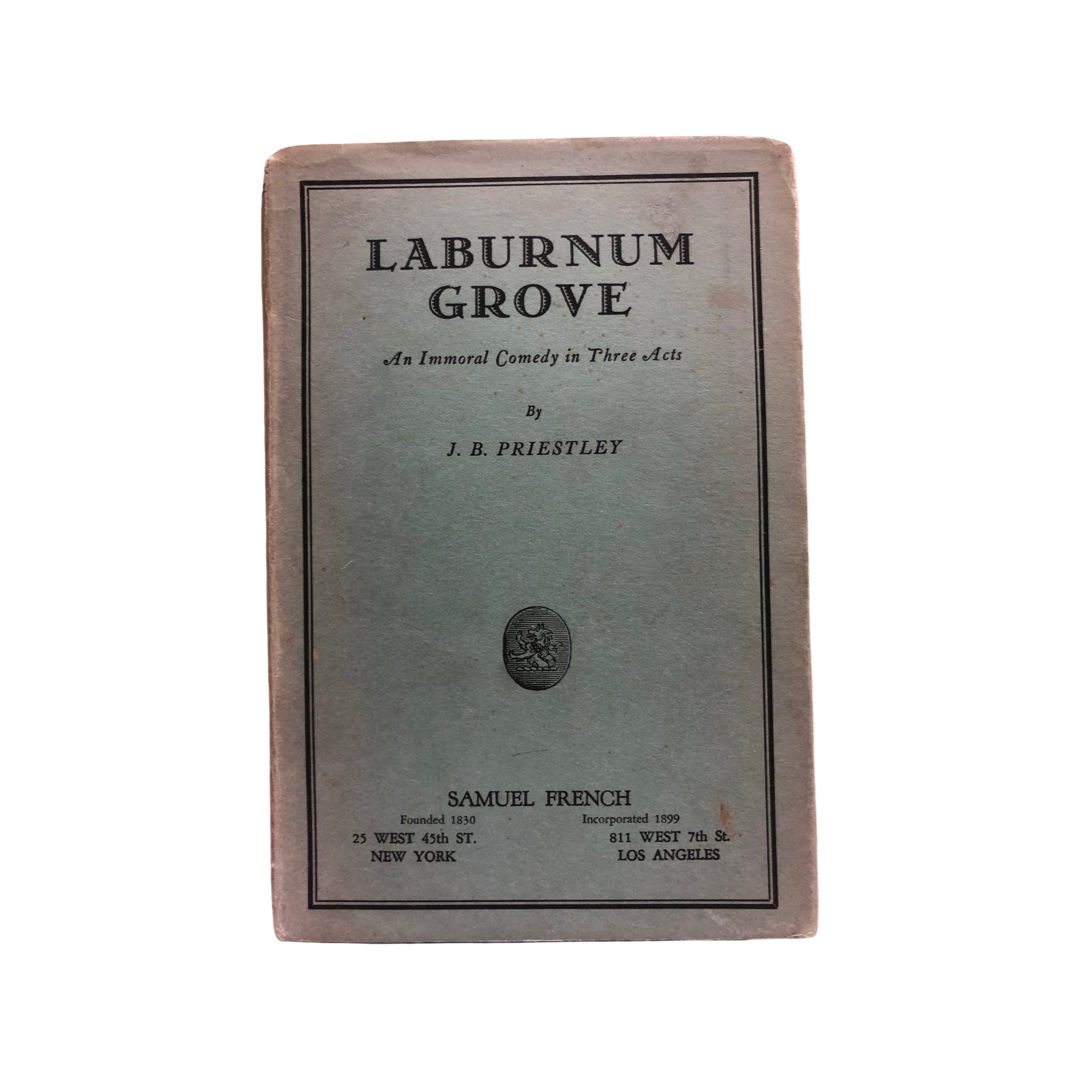 LABURNUM
GROVE
An Immoral Comedy in Three Acts
By
J. B. PRIESTLEY
SAMUEL FRENCH
Founded 1830 Incorporated 1899
25 WEST 45th ST. 811 WEST 7th St.
NEW YORK LOS ANGELES